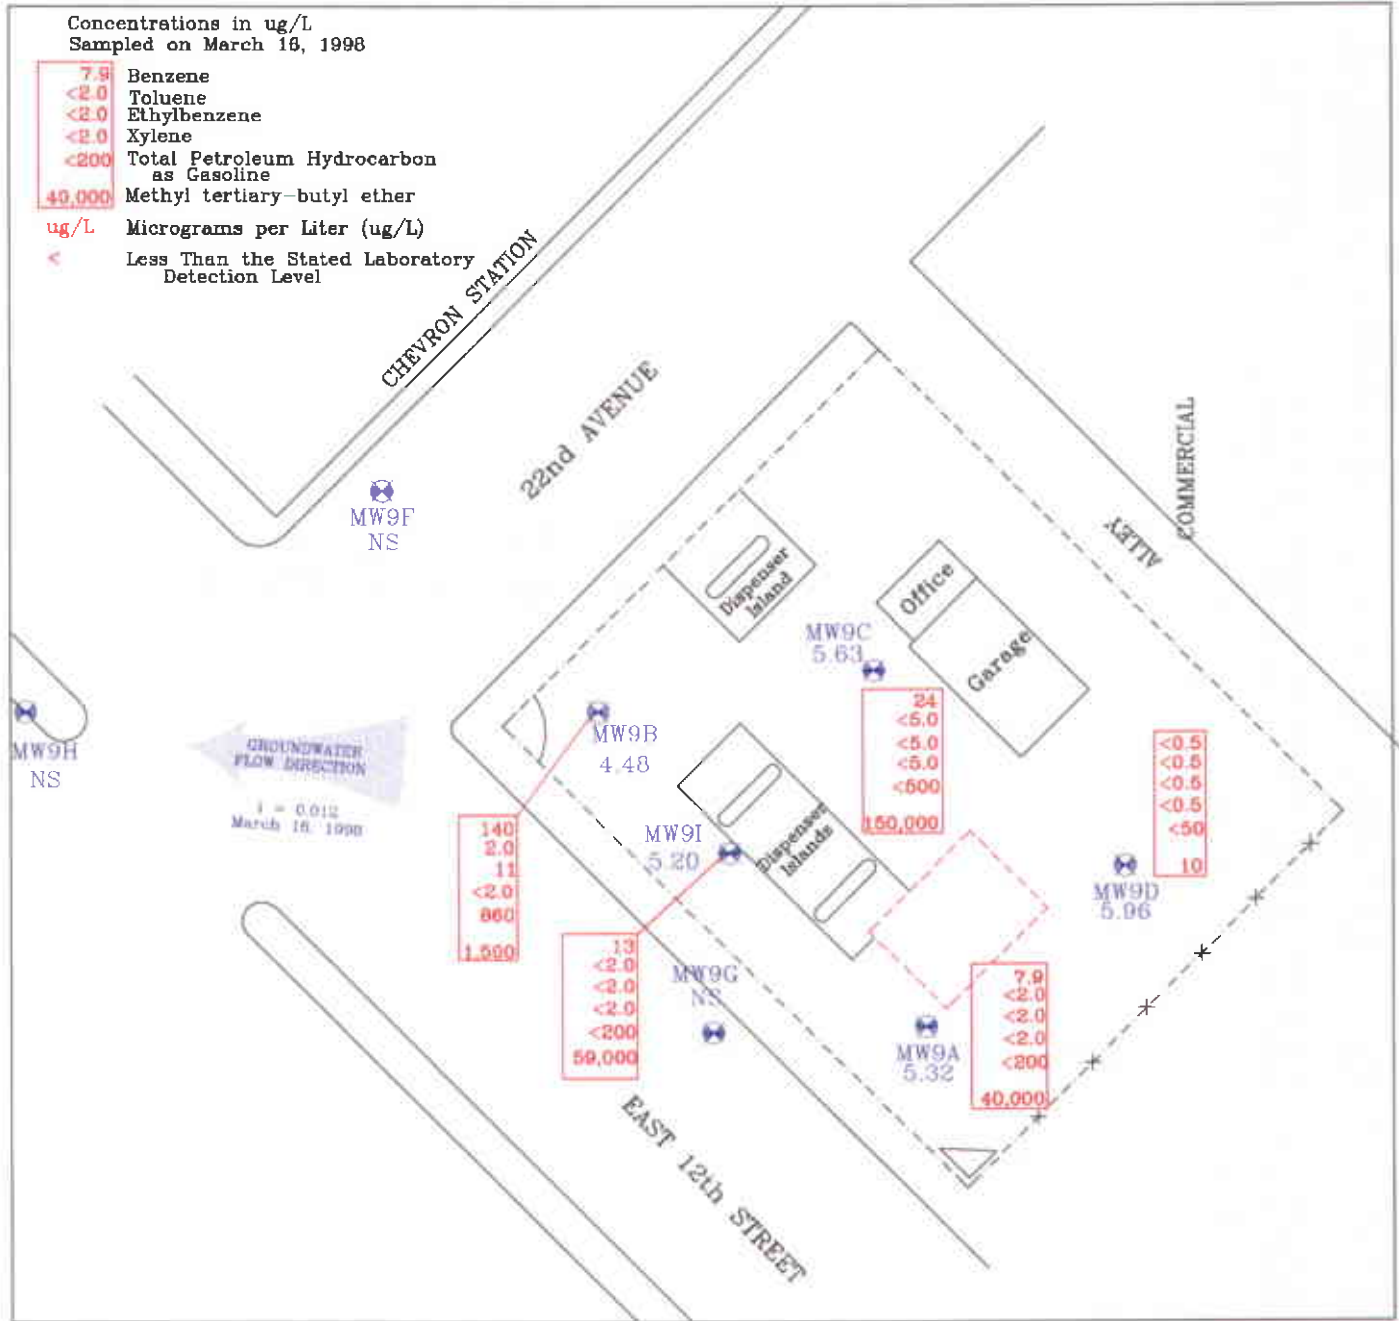 Concentrations in ug/L
Sampled on March 16, 1998
7.9 Benzene
<2.0 Toluene
<2.0 Ethylbenzene
<2.0 Xylene
<200 Total Petroleum Hydrocarbon
as Gasoline
40,000 Methyl tertiary-butyl ether
ug/L Micrograms per Liter (ug/L)
< Less Than the Stated Laboratory
Detection Level
CHEVRON STATION
22nd AVENUE
COMMERCIAL
ALLEY
MW9F
NS
Dispenser
Island
Office
Garage
MW9C
5.63
24
<5.0
<5.0
<5.0
<500
150,000
MW9H
NS
GROUNDWATER
FLOW DIRECTION
i = 0.012
March 16, 1998
MW9B
4.48
140
2.0
11
<2.0
860
1,500
MW9I
5.20
Dispenser
Islands
13
<2.0
<2.0
<2.0
<200
59,000
<0.5
<0.5
<0.5
<0.5
<50
10
MW9D
5.96
MW9G
NS
MW9A
5.32
7.9
<2.0
<2.0
<2.0
<200
40,000
EAST 12th STREET